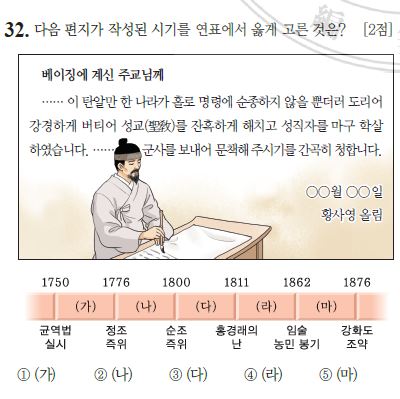 32. 다음 편지가 작성된 시기를 연표에서 옳게 고른 것은? [2점]
베이징에 계신 주교님께
…… 이 탄알만 한 나라가 홀로 명령에 순종하지 않을 뿐더러 도리어
강경하게 버티어 성교(聖敎)를 잔혹하게 해치고 성직자를 마구 학살
하였습니다. …… 군사를 보내어 문책해 주시기를 간곡히 청합니다.
○○월 ○○일
황사영 올림
1750 1776 1800 1811 1862 1876
(가) (나) (다) (라) (마)
균역법 정조 순조 홍경래의 임술 강화도
실시 즉위 즉위 난 농민 봉기 조약
① (가) ② (나) ③ (다) ④ (라) ⑤ (마)